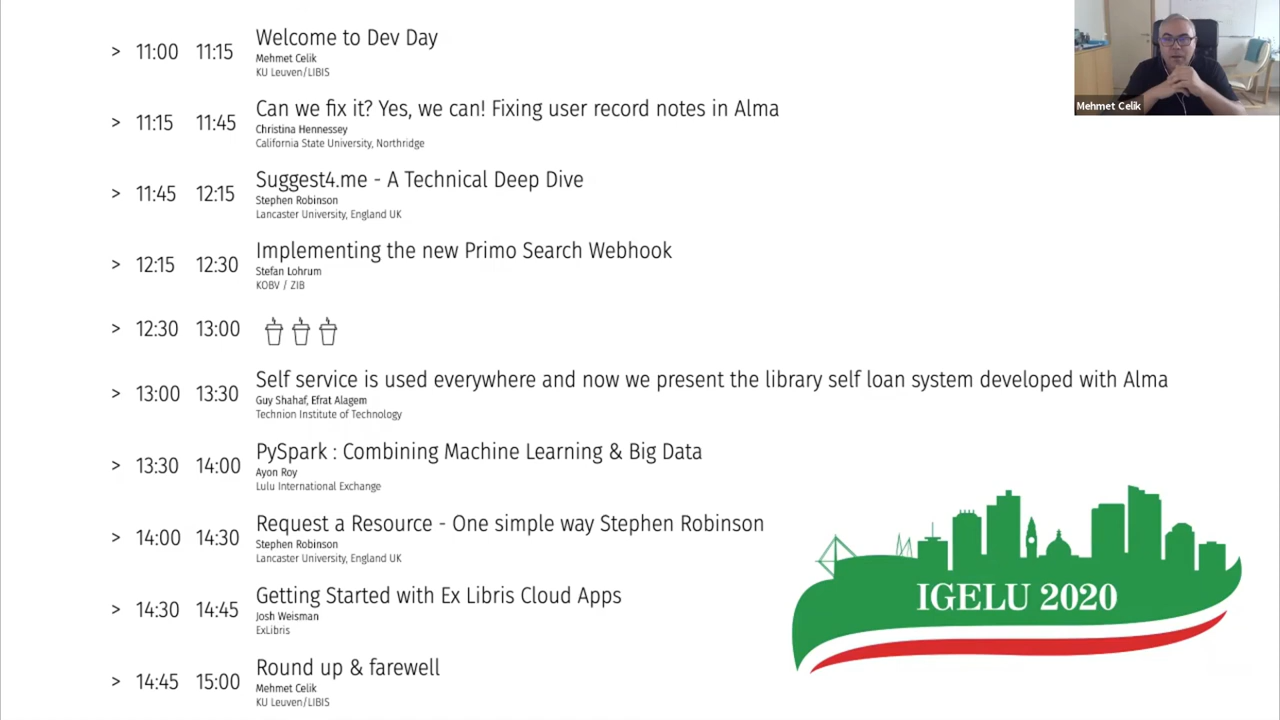 > 11:00 11:15 Welcome to Dev Day
Mehmet Celik
KU Leuven/LIBIS
> 11:15 11:45 Can we fix it? Yes, we can! Fixing user record notes in Alma
Christina Hennessey
California State University, Northridge
> 11:45 12:15 Suggest4.me - A Technical Deep Dive
Stephen Robinson
Lancaster University, England UK
> 12:15 12:30 Implementing the new Primo Search Webhook
Stefan Lohrum
KOBV / ZIB
> 12:30 13:00
> 13:00 13:30 Self service is used everywhere and now we present the library self loan system developed with Alma
Guy Shahaf, Efrat Alagem
Technion Institute of Technology
> 13:30 14:00 PySpark : Combining Machine Learning & Big Data
Ayon Roy
Lulu International Exchange
> 14:00 14:30 Request a Resource - One simple way Stephen Robinson
Stephen Robinson
Lancaster University, England UK
> 14:30 14:45 Getting Started with Ex Libris Cloud Apps
Josh Weisman
ExLibris
> 14:45 15:00 Round up & farewell
Mehmet Celik
KU Leuven/LIBIS
Mehmet Celik
IGELU 2020